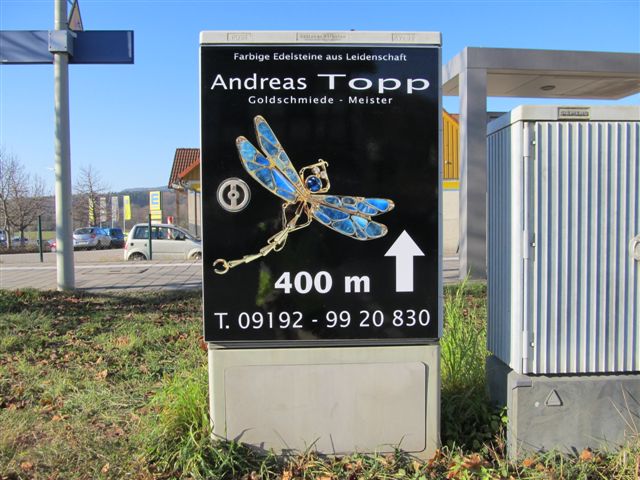 Farbige Edelsteine aus Leidenschaft
Andreas Topp
Goldschmiede - Meister
400 m
T. 09192 - 99 20 830